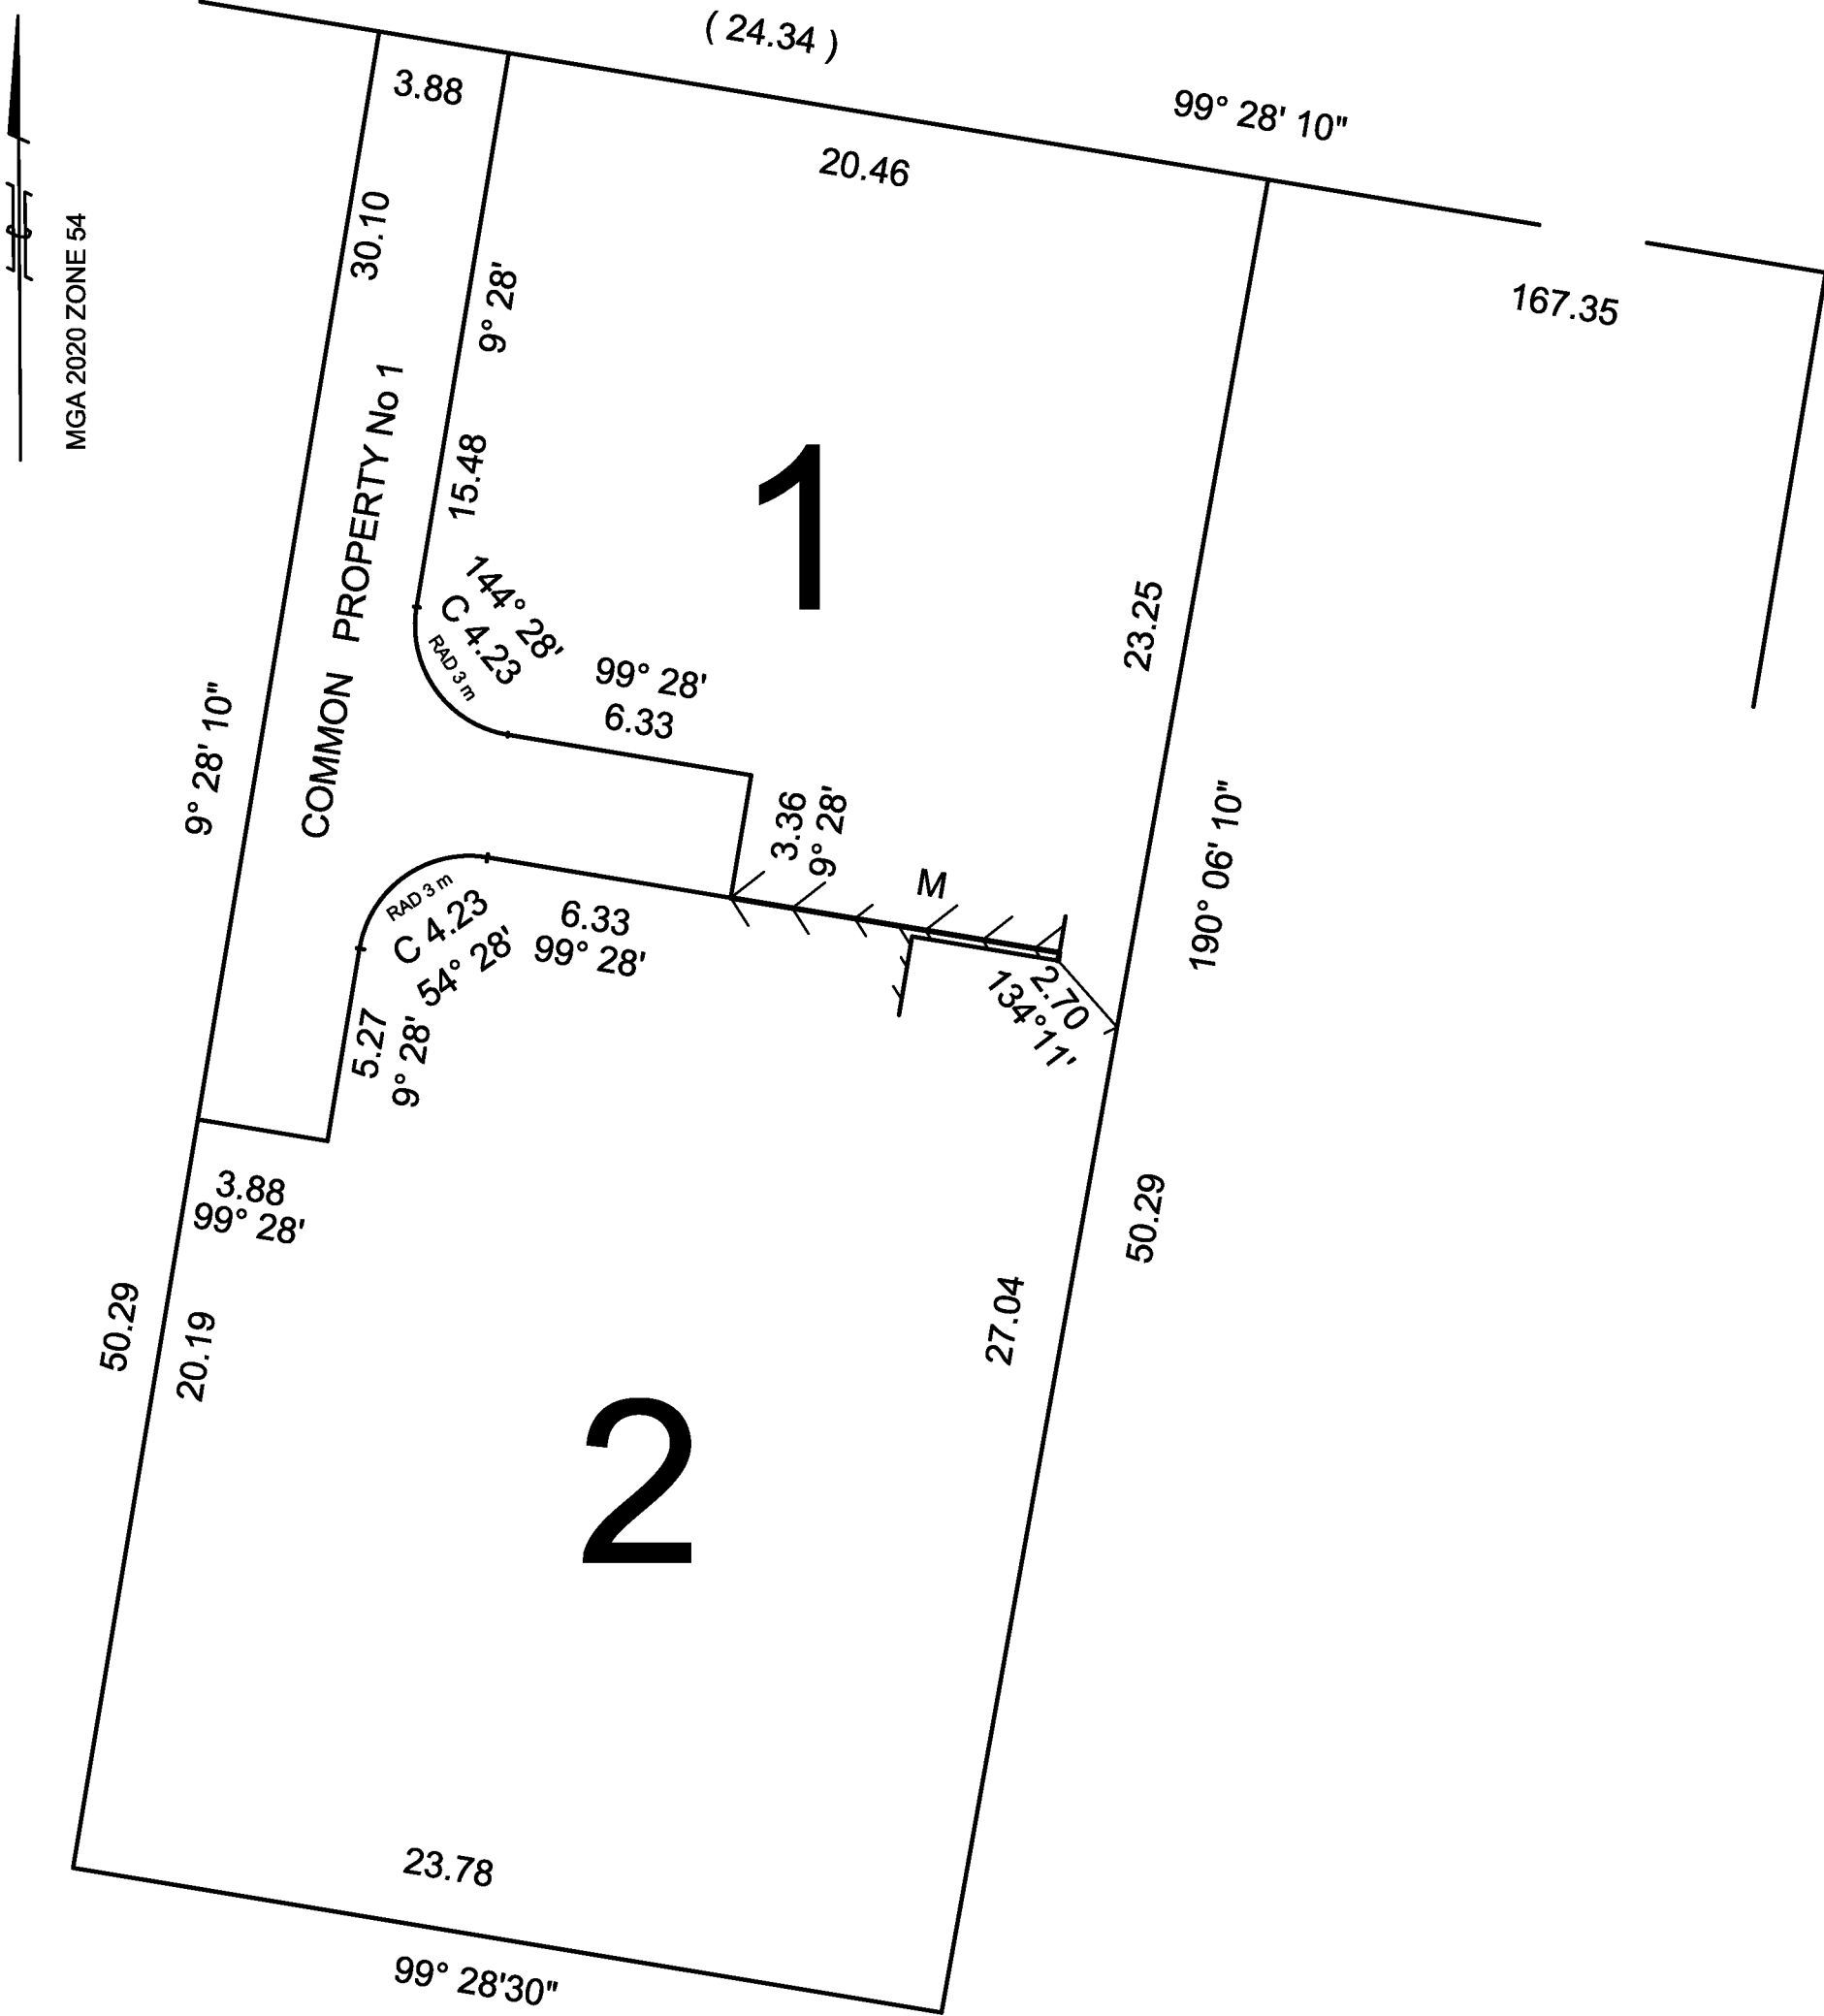 ( 24.34 )
3.88
99° 28' 10"
20.46
MGA 2020 ZONE 54
30.10
9° 28'
167.35
15.48
COMMON PROPERTY No 1
1
144° 28'
C 4.23
RAD 3 m
99° 28'
6.33
23.25
9° 28' 10"
3.36
9° 28'
M
190° 06' 10"
RAD 3 m
C 4.23
54° 28'
6.33
99° 28'
2.70
134° 11'
5.27
9° 28'
3.88
99° 28'
50.29
50.29
20.19
27.04
2
23.78
99° 28'30"